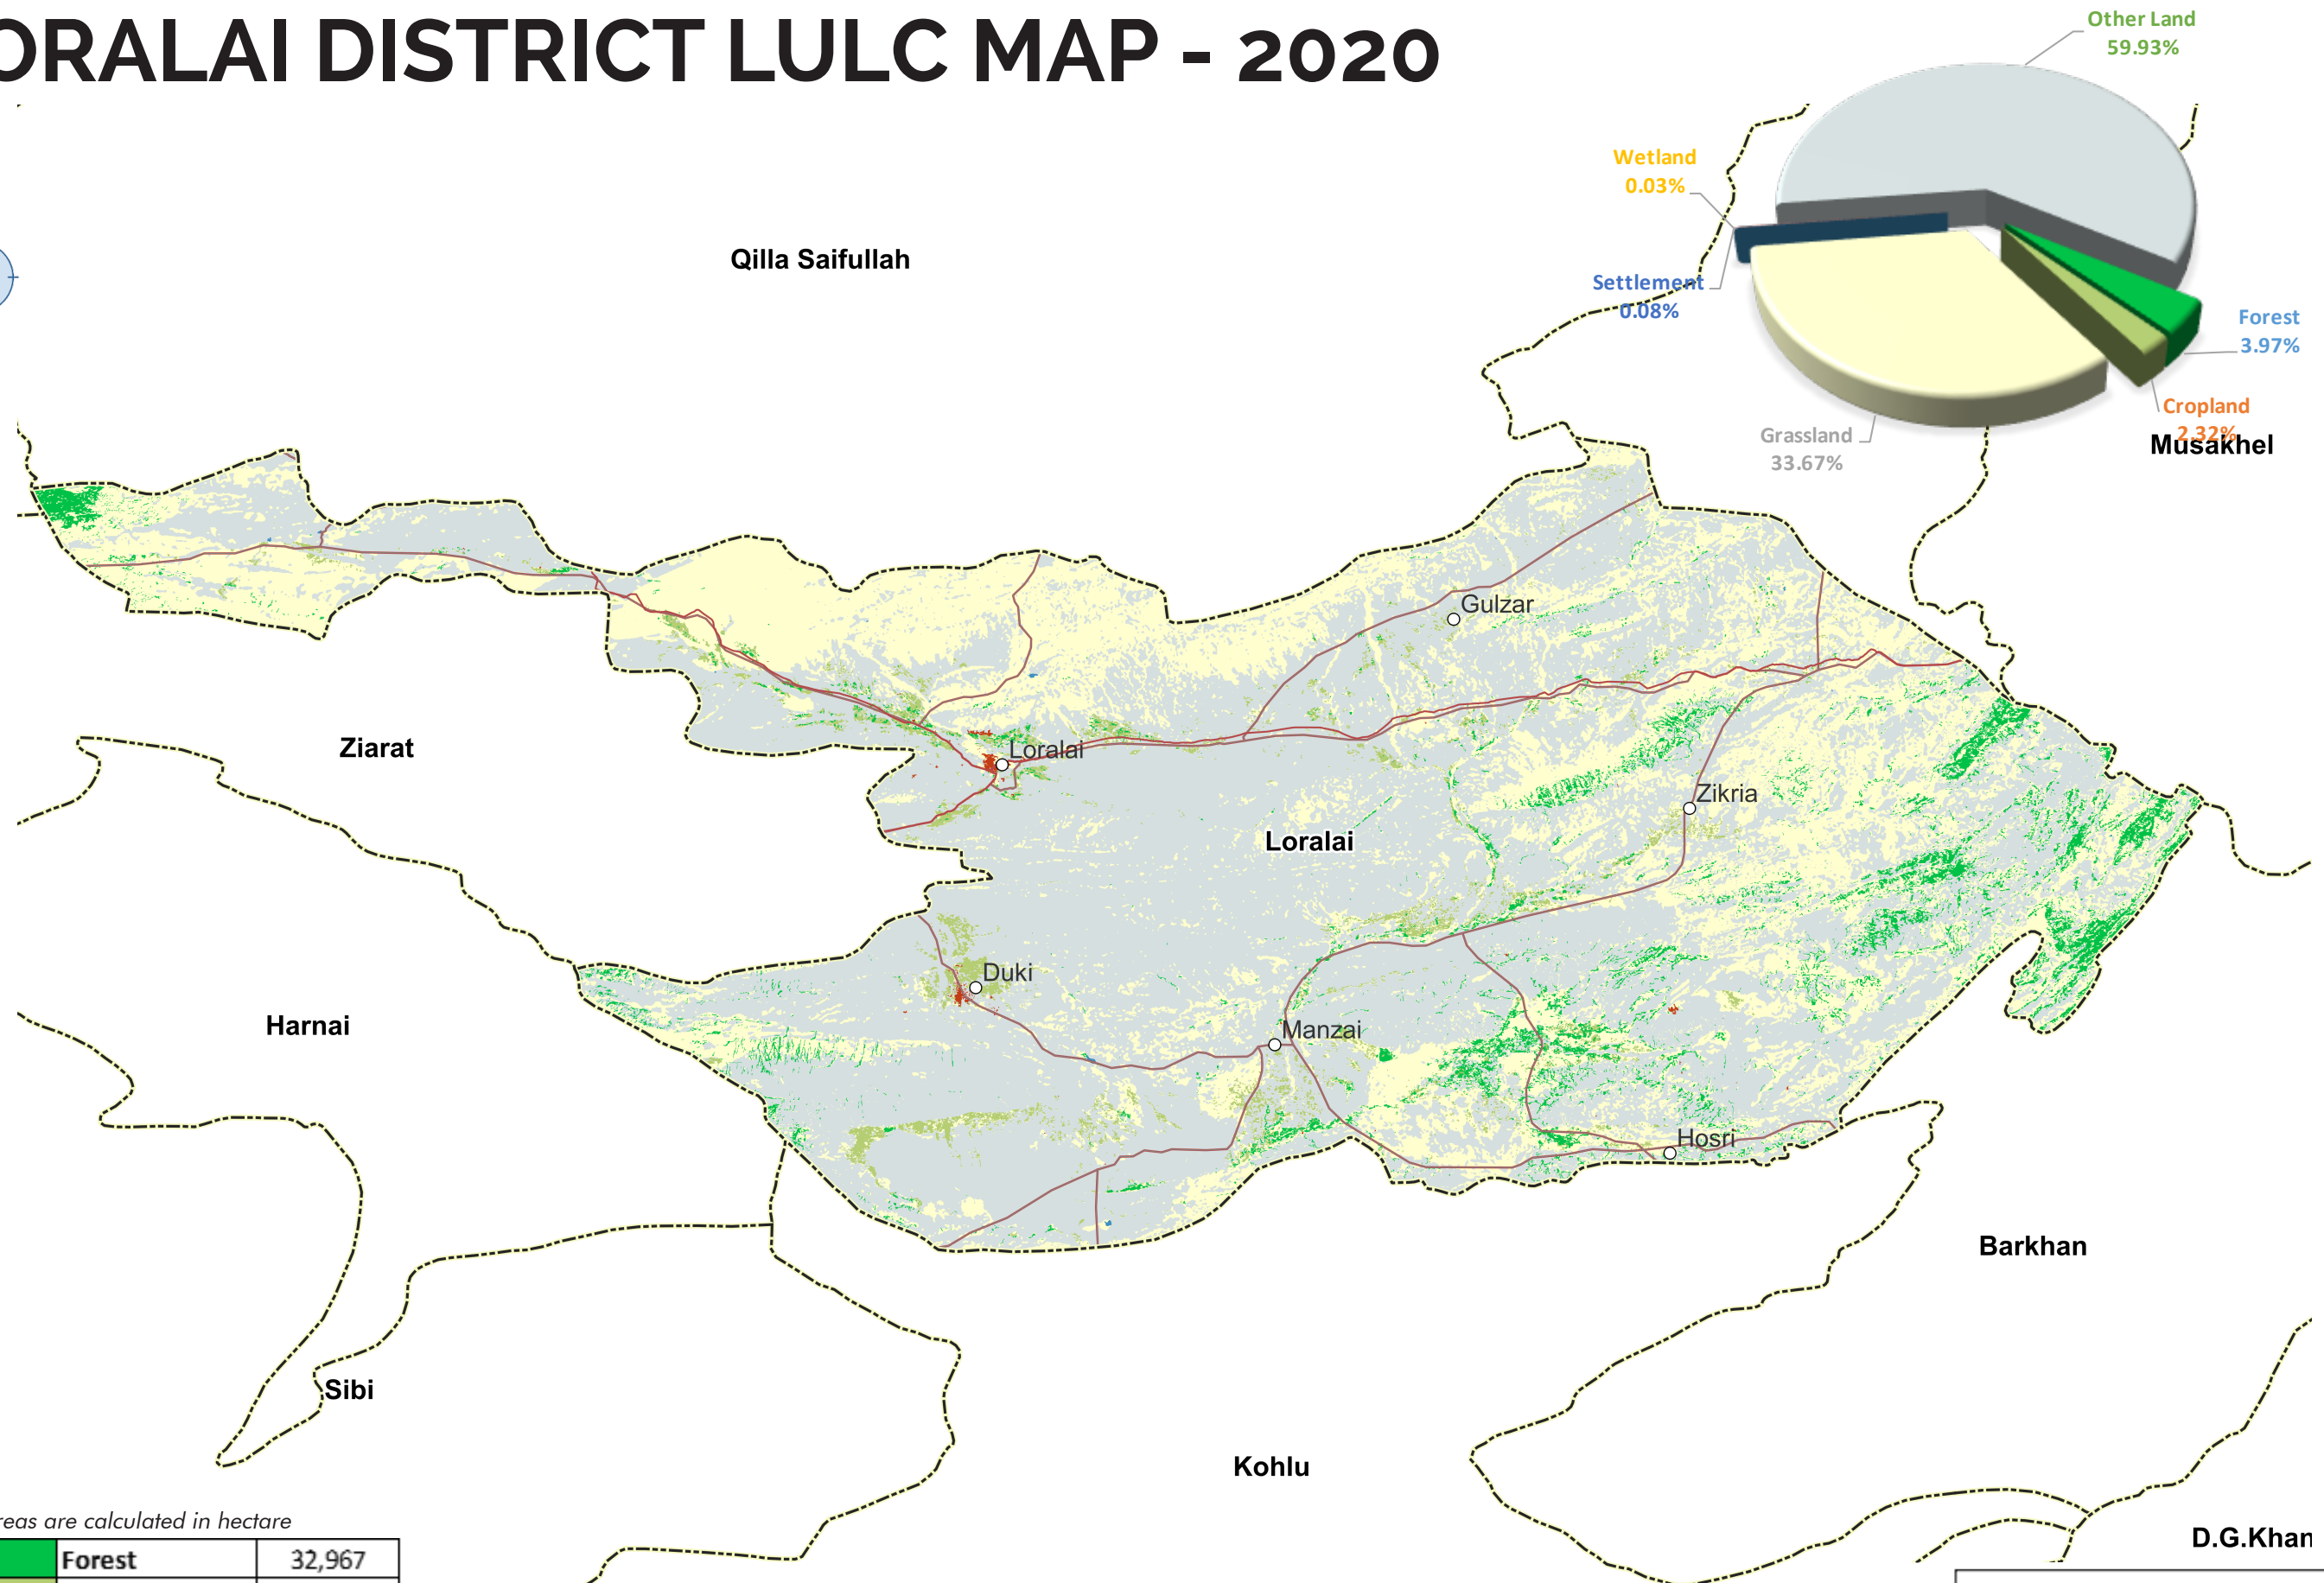 ORALAI DISTRICT LULC MAP - 2020
Other Land
59.93%
Wetland
0.03%
Settlement
0.08%
Forest
3.97%
Cropland
2.32%
Grassland
33.67%
Musakhel
Qilla Saifullah
Gulzar
Ziarat
Loralai
Zikria
Loralai
Duki
Harnai
Manzai
Hosri
Barkhan
Sibi
Kohlu
D.G.Khan
reas are calculated in hectare
Forest 32,967